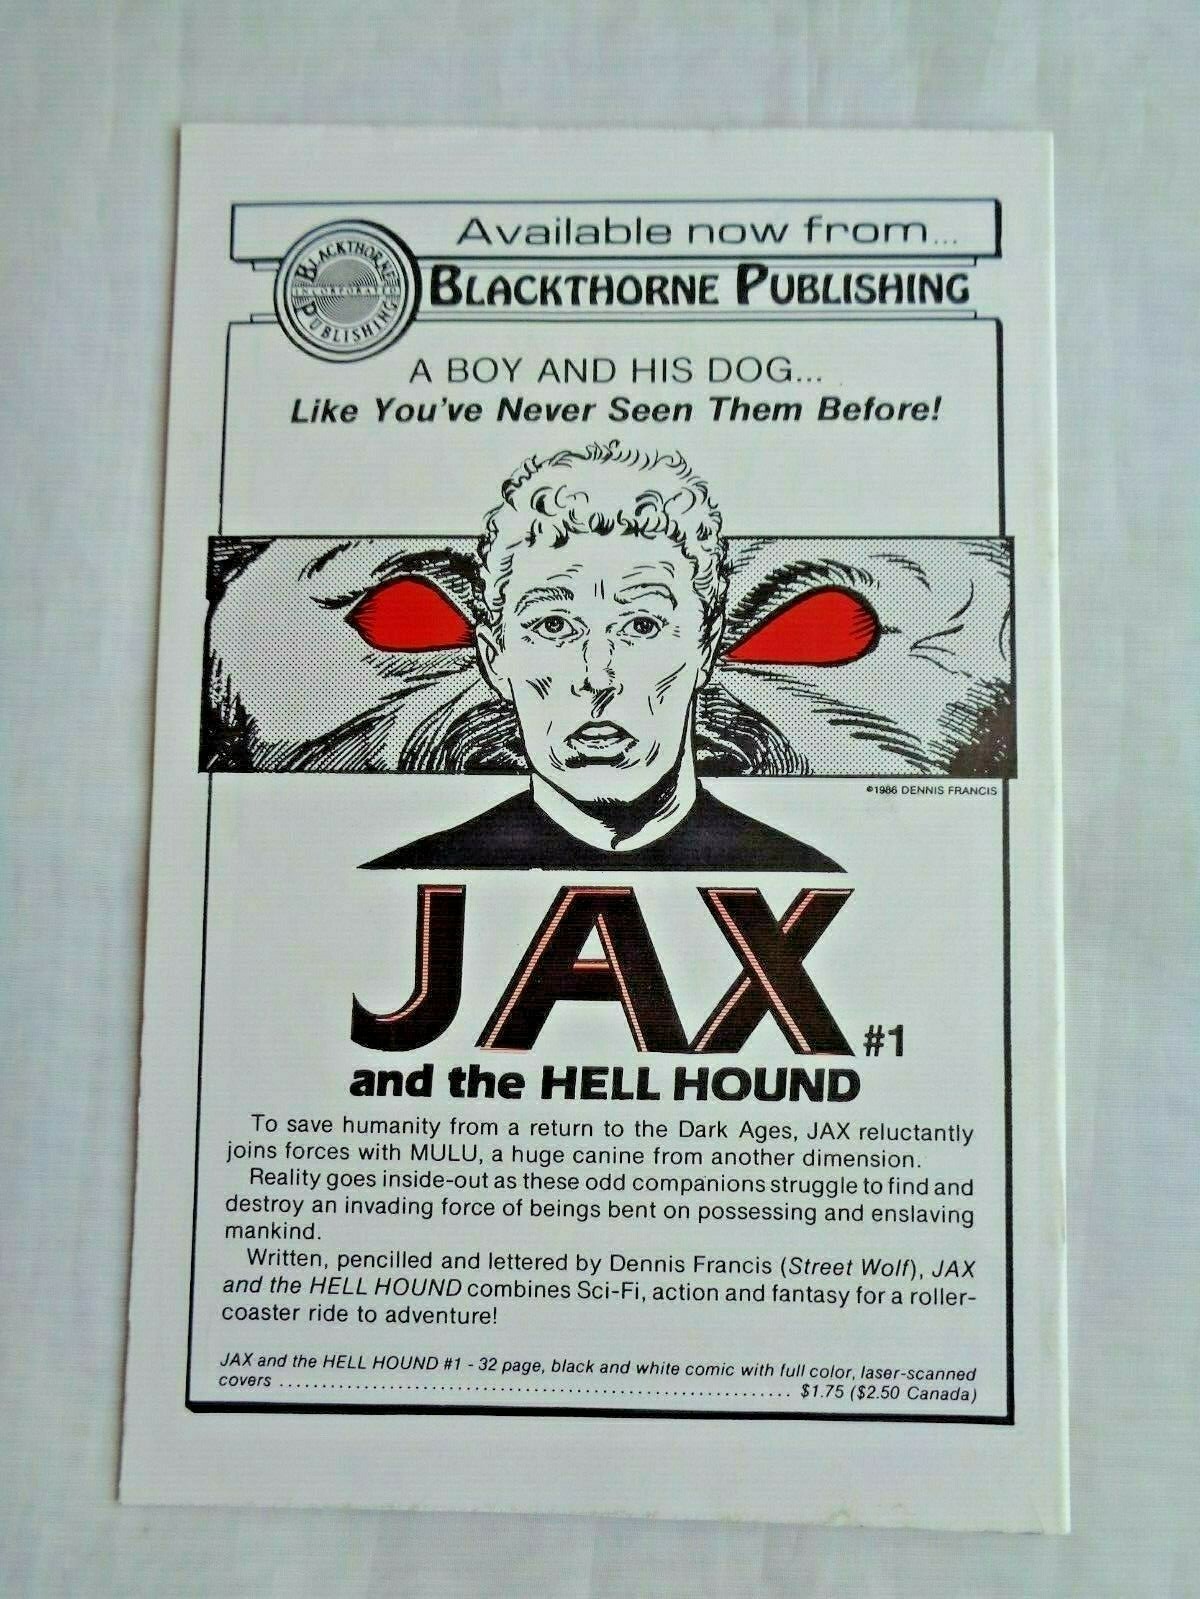 Available now from...
BLACKTHORNE PUBLISHING
BLACKTHORNE
INCORPORATED
PUBLISHING
A BOY AND HIS DOG...
Like You've Never Seen Them Before!
©1986 DENNIS FRANCIS
JAX #1
and the HELL HOUND
To save humanity from a return to the Dark Ages, JAX reluctantly
joins forces with MULU, a huge canine from another dimension.
Reality goes inside-out as these odd companions struggle to find and
destroy an invading force of beings bent on possessing and enslaving
mankind.
Written, pencilled and lettered by Dennis Francis (Street Wolf), JAX
and the HELL HOUND combines Sci-Fi, action and fantasy for a roller-
coaster ride to adventure!
JAX and the HELL HOUND #1 - 32 page, black and white comic with full color, laser-scanned
covers .............................................................. $1.75 ($2.50 Canada)